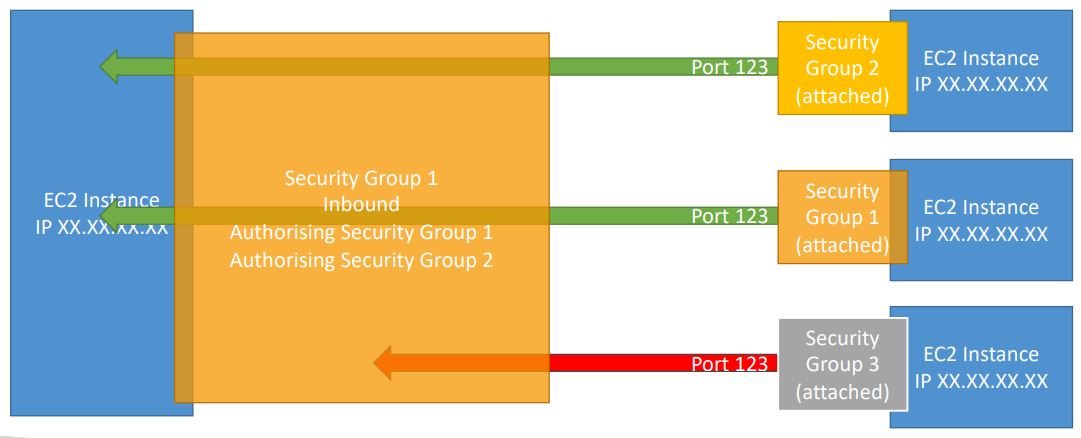 EC2 Instance
IP XX.XX.XX.XX
Security Group 1
Inbound
Authorising Security Group 1
Authorising Security Group 2
Port 123
Security
Group 2
(attached)
EC2 Instance
IP XX.XX.XX.XX
Port 123
Security
Group 1
(attached)
EC2 Instance
IP XX.XX.XX.XX
Port 123
Security
Group 3
(attached)
EC2 Instance
IP XX.XX.XX.XX